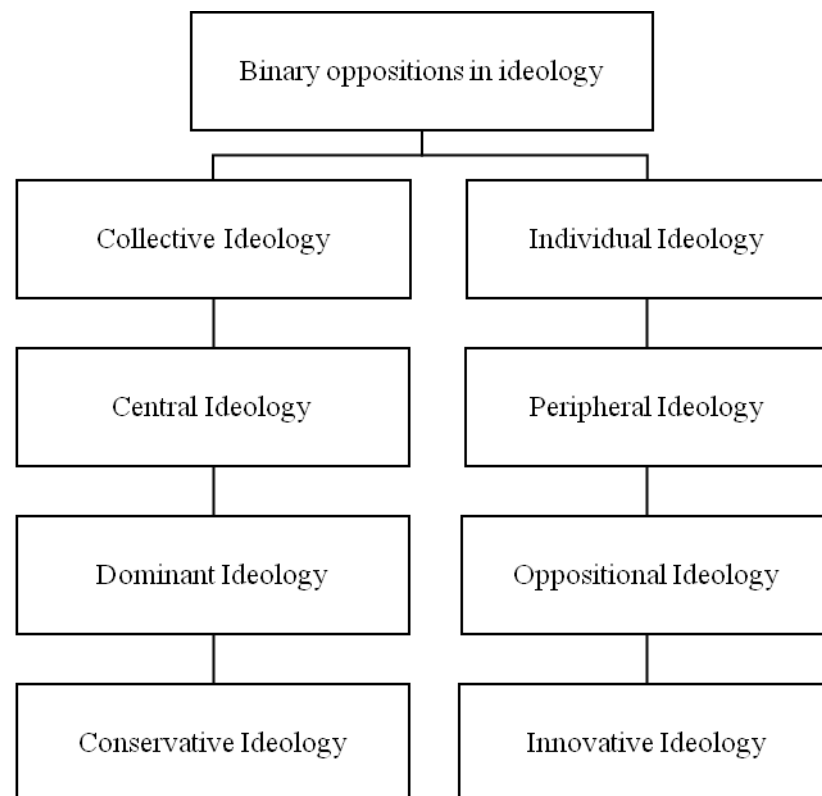 Binary oppositions in ideology
Collective Ideology
Individual Ideology
Central Ideology
Peripheral Ideology
Dominant Ideology
Oppositional Ideology
Conservative Ideology
Innovative Ideology